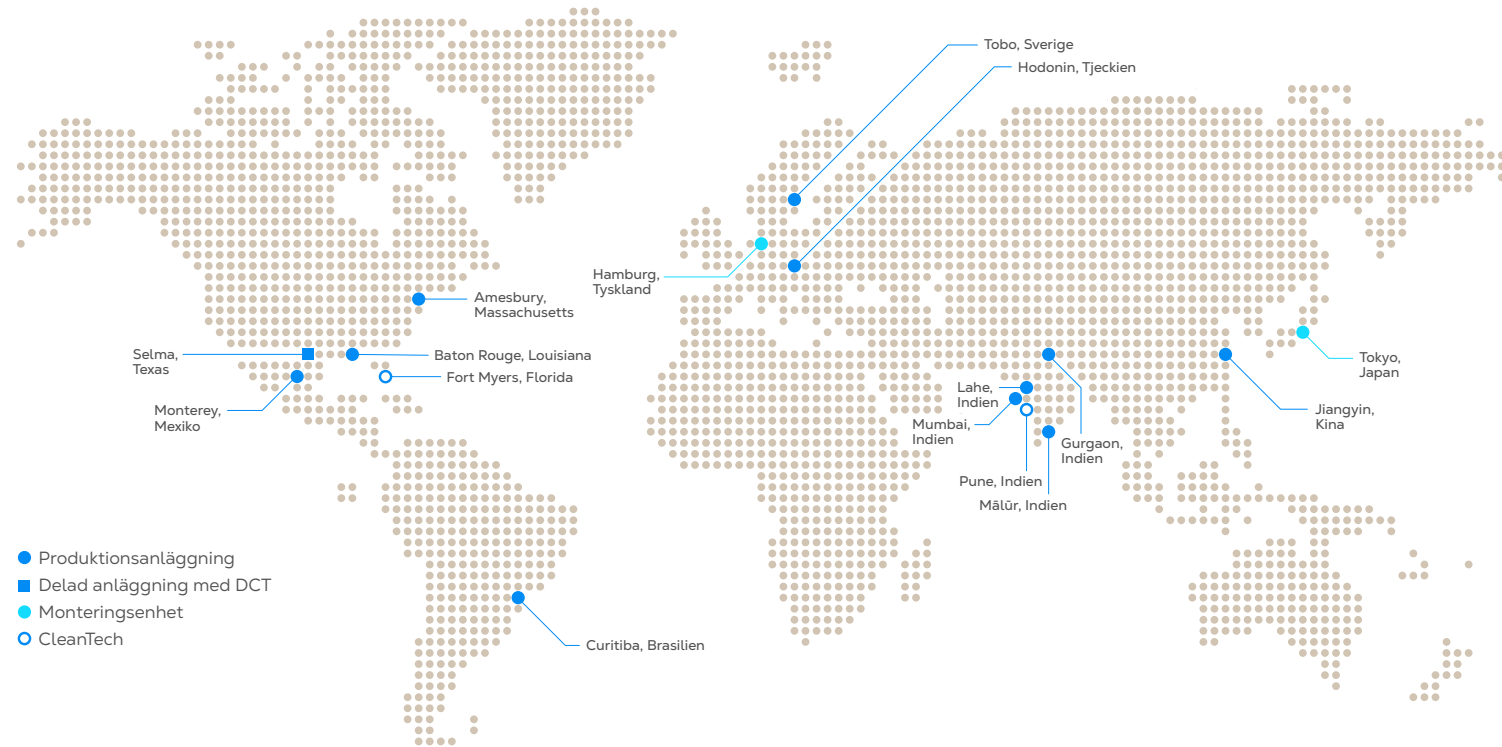 Tobo, Sverige
Hodonin, Tjeckien
Hamburg,
Tyskland
Amesbury,
Massachusetts
Selma,
Texas
Baton Rouge, Louisiana
Fort Myers, Florida
Monterey,
Mexiko
Tokyo,
Japan
Lahe,
Indien
Mumbai,
Indien
Jiangyin,
Kina
Gurgaon,
Indien
Pune, Indien
Mālūr, Indien
Produktionsanläggning
Delad anläggning med DCT
Monteringsenhet
CleanTech
Curitiba, Brasilien